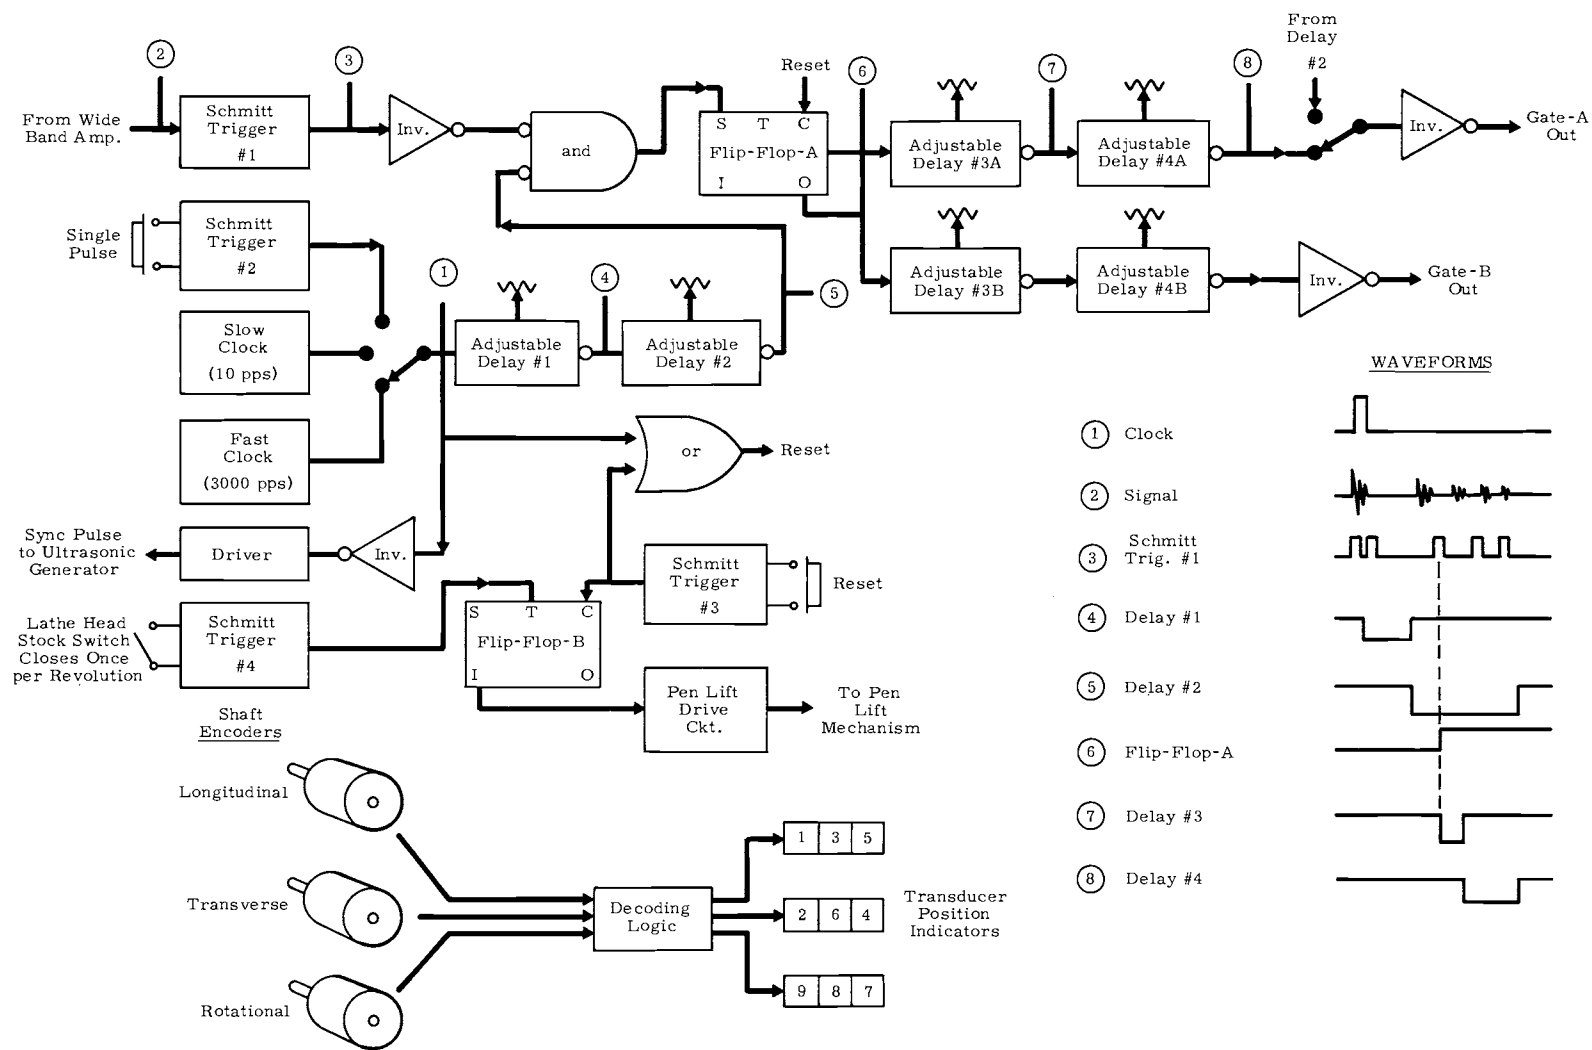 From Wide
Band Amp.
2
Schmitt
Trigger
#1
3
Inv.
and
Reset
S T C
Flip-Flop-A
I O
6
Adjustable
Delay #3A
7
Adjustable
Delay #4A
8
From
Delay
#2
Inv.
Gate-A
Out
Single
Pulse
Schmitt
Trigger
#2
Adjustable
Delay #3B
Adjustable
Delay #4B
Inv.
Gate-B
Out
Slow
Clock
(10 pps)
1
Adjustable
Delay #1
4
Adjustable
Delay #2
5
Fast
Clock
(3000 pps)
or
Reset
Sync Pulse
to Ultrasonic
Generator
Driver
Inv.
Schmitt
Trigger
#3
Reset
Lathe Head
Stock Switch
Closes Once
per Revolution
Schmitt
Trigger
#4
S T C
Flip-Flop-B
I O
Pen Lift
Drive
Ckt.
To Pen
Lift
Mechanism
Shaft
Encoders
Longitudinal
Transverse
Rotational
Decoding
Logic
1 3 5
2 6 4
9 8 7
Transducer
Position
Indicators
WAVEFORMS
1 Clock
2 Signal
3 Schmitt
Trig. #1
4 Delay #1
5 Delay #2
6 Flip-Flop-A
7 Delay #3
8 Delay #4